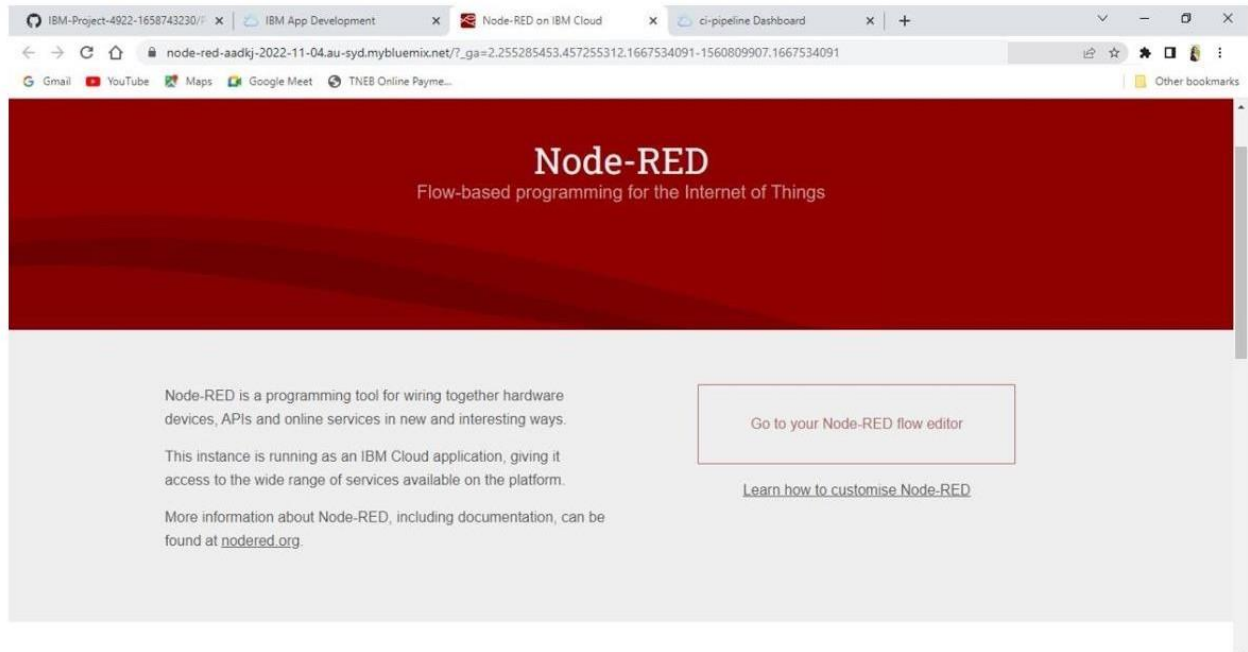 IBM-Project-4922-1658743230/F
IBM App Development
Node-RED on IBM Cloud
ci-pipeline Dashboard
node-red-aadkj-2022-11-04.au-syd.mybluemix.net/?_ga=2.255285453.457255312.1667534091-1560809907.1667534091
Gmail YouTube Maps Google Meet TNEB Online Payme... Other bookmarks
Node-RED
Flow-based programming for the Internet of Things
Node-RED is a programming tool for wiring together hardware
devices, APIs and online services in new and interesting ways.
This instance is running as an IBM Cloud application, giving it
access to the wide range of services available on the platform.
More information about Node-RED, including documentation, can be
found at nodered.org.
Go to your Node-RED flow editor
Learn how to customise Node-RED